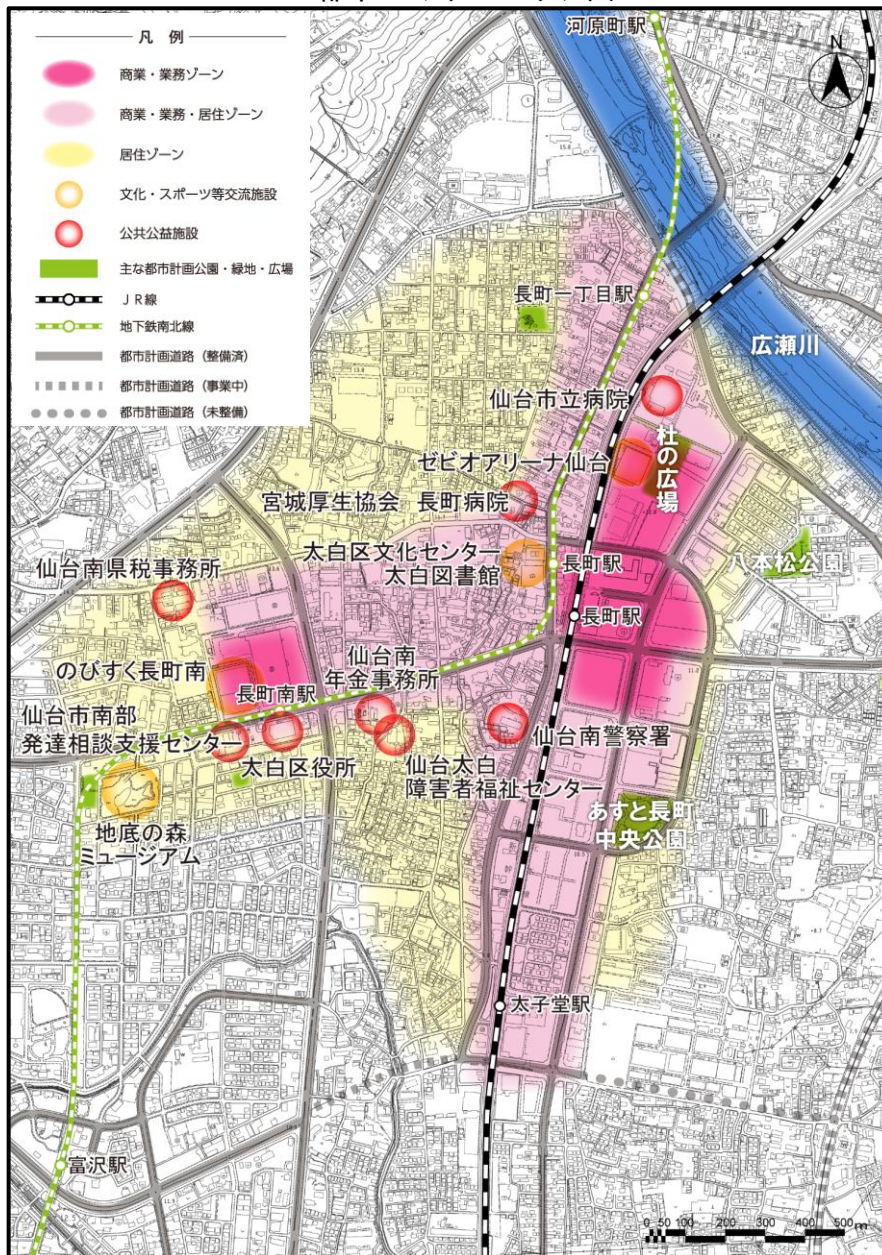 凡 例
商業・業務ゾーン
商業・業務・居住ゾーン
居住ゾーン
文化・スポーツ等交流施設
公共公益施設
主な都市計画公園・緑地・広場
JR線
地下鉄南北線
都市計画道路（整備済）
都市計画道路（事業中）
都市計画道路（未整備）
河原町駅
N
長町一丁目駅
広瀬川
仙台市立病院
杜の広場
ゼビオアリーナ仙台
宮城厚生協会 長町病院
八本松公園
太白区文化センター
太白図書館
長町駅
仙台南県税事務所
長町駅
のびすく長町南
仙台南
年金事務所
長町南駅
仙台市南部
発達相談支援センター
太白区役所
仙台南警察署
仙台太白
障害者福祉センター
あすと長町
中央公園
地底の森
ミュージアム
太子堂駅
富沢駅
0 50 100 200 300 400 500m